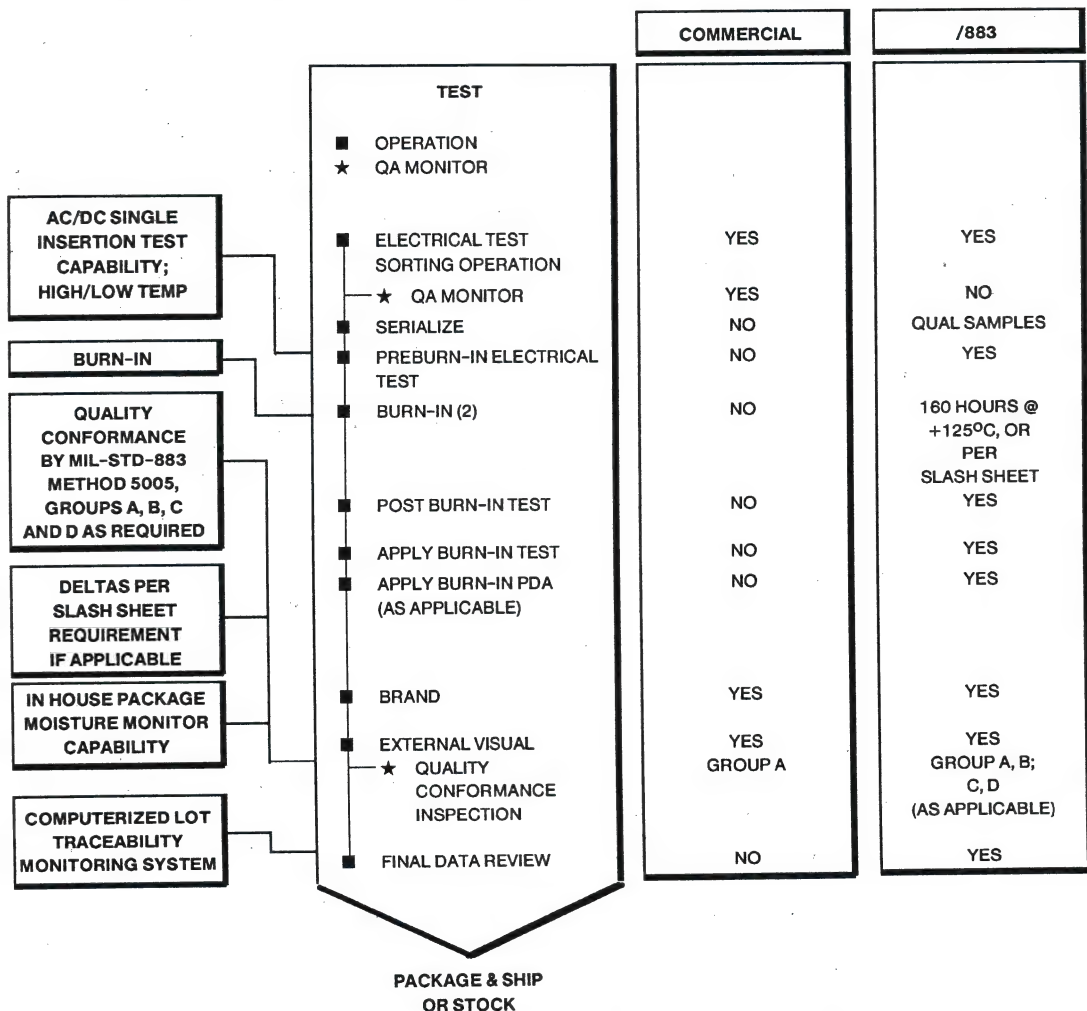 COMMERCIAL
/883
TEST
■ OPERATION
★ QA MONITOR
AC/DC SINGLE
INSERTION TEST
CAPABILITY;
HIGH/LOW TEMP
BURN-IN
QUALITY
CONFORMANCE
BY MIL-STD-883
METHOD 5005,
GROUPS A, B, C
AND D AS REQUIRED
DELTAS PER
SLASH SHEET
REQUIREMENT
IF APPLICABLE
IN HOUSE PACKAGE
MOISTURE MONITOR
CAPABILITY
COMPUTERIZED LOT
TRACEABILITY
MONITORING SYSTEM
■ ELECTRICAL TEST
SORTING OPERATION
★ QA MONITOR
■ SERIALIZE
■ PREBURN-IN ELECTRICAL
TEST
■ BURN-IN (2)
■ POST BURN-IN TEST
■ APPLY BURN-IN TEST
■ APPLY BURN-IN PDA
(AS APPLICABLE)
■ BRAND
■ EXTERNAL VISUAL
★ QUALITY
CONFORMANCE
INSPECTION
■ FINAL DATA REVIEW
YES
YES
NO
NO
NO
NO
NO
NO
YES
YES
GROUP A
NO
YES
NO
QUAL SAMPLES
YES
160 HOURS @
+125°C, OR
PER
SLASH SHEET
YES
YES
YES
YES
YES
GROUP A, B;
C, D
(AS APPLICABLE)
YES
PACKAGE & SHIP
OR STOCK